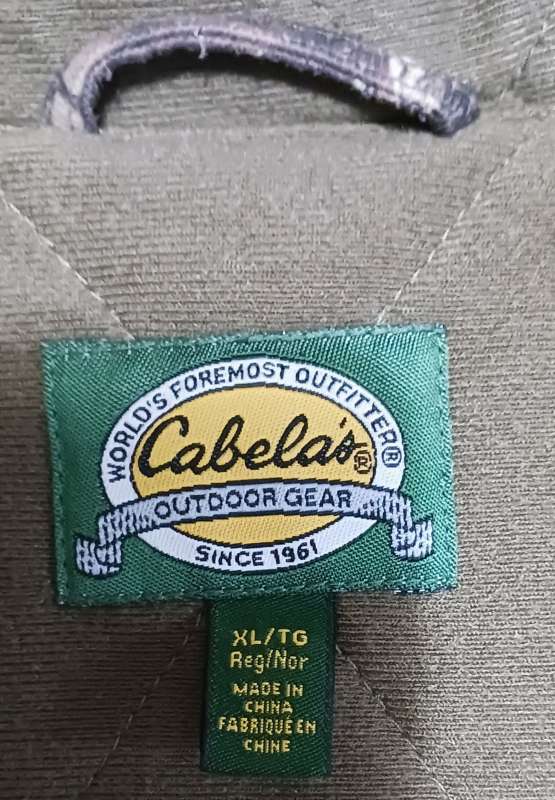 WORLD'S FOREMOST OUTFITTER®
Cabela's®
OUTDOOR GEAR
SINCE 1961
XL/TG
Reg/Nor
MADE IN
CHINA
FABRIQUÉ EN
CHINE